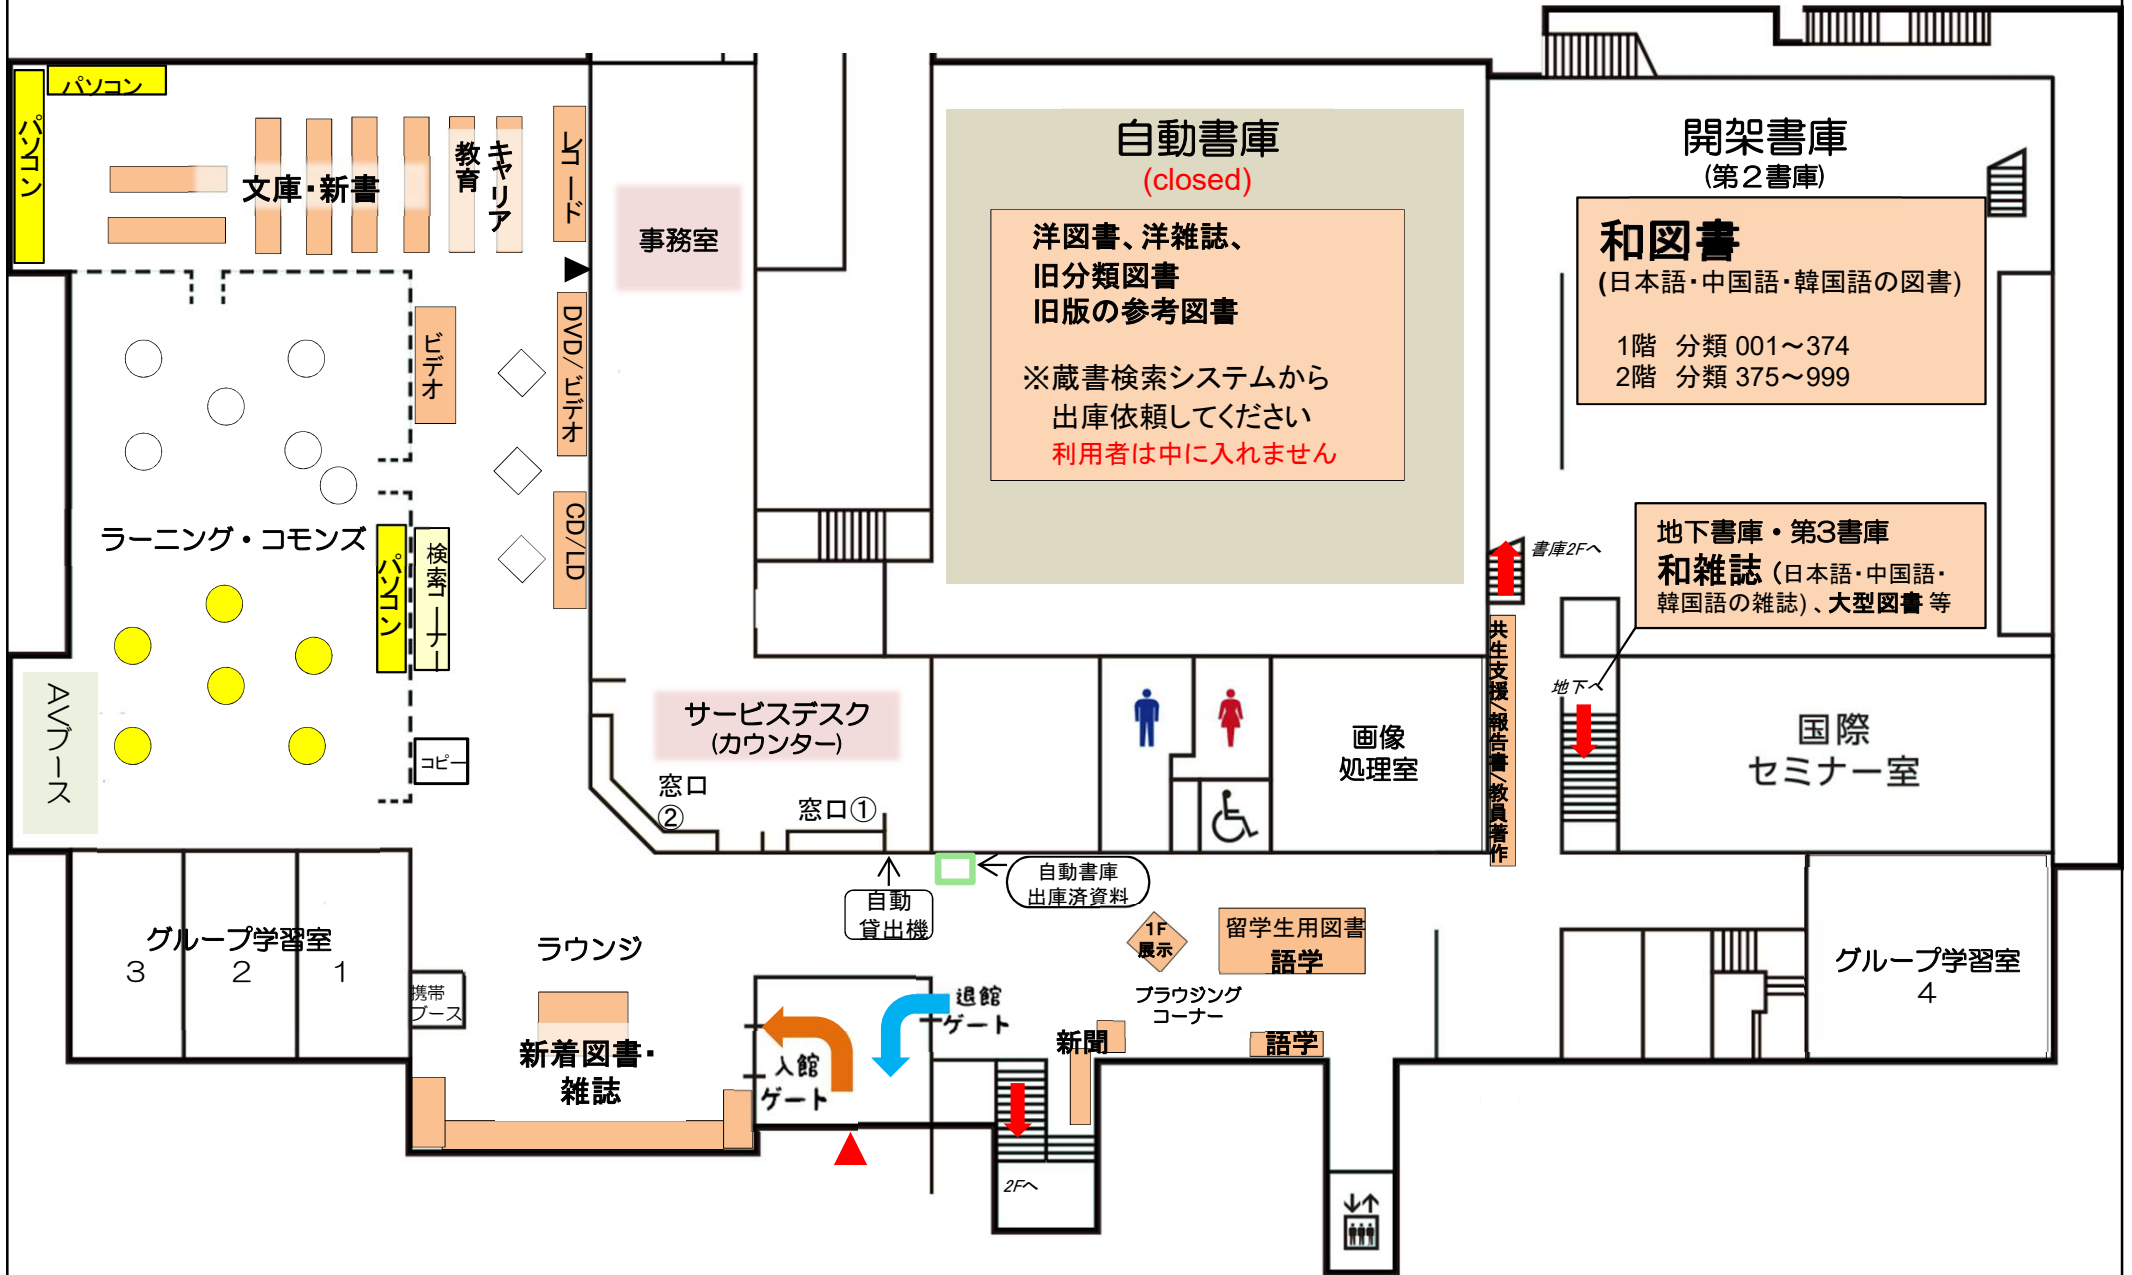 パソコン
パソコン
文庫・新書
教育
キャリア
レコード
事務室
自動書庫
(closed)
洋図書、洋雑誌、
旧分類図書
旧版の参考図書
※蔵書検索システムから
出庫依頼してください
利用者は中に入れません
開架書庫
(第２書庫)
和図書
(日本語・中国語・韓国語の図書)
1階 分類 001～374
2階 分類 375～999
ビデオ
DVD/ビデオ
CD/LD
ラーニング・コモンズ
パソコン
検索コーナー
書庫2Fへ
地下書庫・第3書庫
和雑誌 (日本語・中国語・
韓国語の雑誌)、大型図書 等
共生支援/報告書/教員著作
地下へ
AVブース
コピー
サービスデスク
(カウンター)
窓口
②
窓口①
画像
処理室
国際
セミナー室
自動
貸出機
自動書庫
出庫済資料
グループ学習室
3 2 1
ラウンジ
携帯
ブース
新着図書・
雑誌
入館
ゲート
退館
ゲート
1F
展示
留学生用図書
語学
ブラウジング
コーナー
新聞
語学
グループ学習室
4
2Fへ